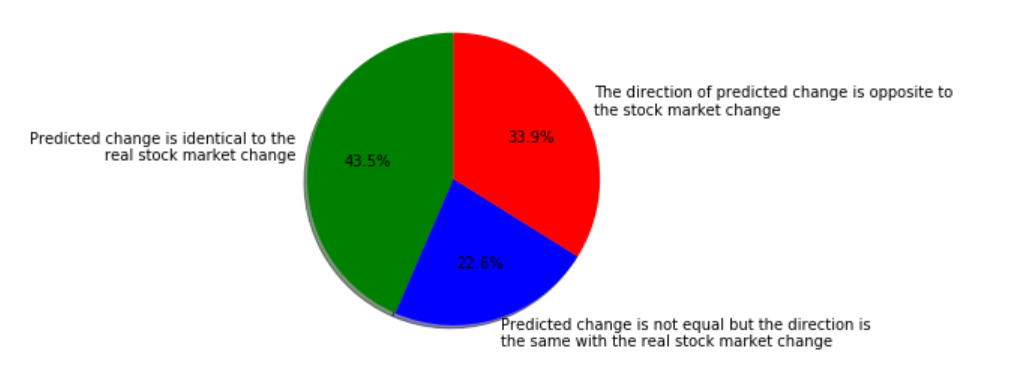 The direction of predicted change is opposite to
the stock market change
33.9%
Predicted change is identical to the
real stock market change
43.5%
22.6%
Predicted change is not equal but the direction is
the same with the real stock market change